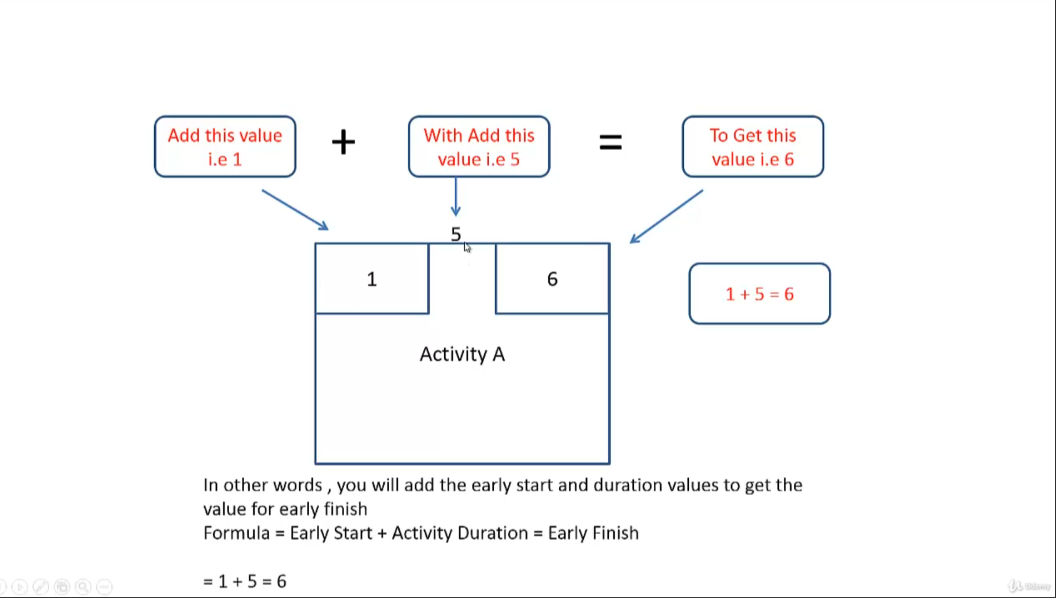 Add this value
i.e 1
+
With Add this
value i.e 5
=
To Get this
value i.e 6
5
1
6
1 + 5 = 6
Activity A
In other words , you will add the early start and duration values to get the
value for early finish
Formula = Early Start + Activity Duration = Early Finish
= 1 + 5 = 6
Udemy